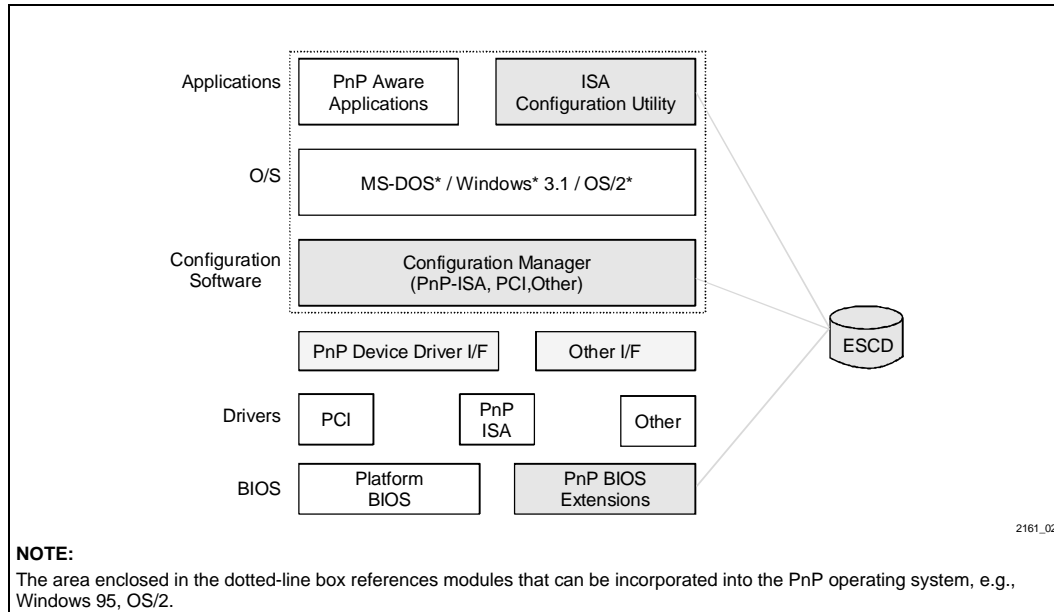 Applications
PnP Aware
Applications
ISA
Configuration Utility
O/S
MS-DOS* / Windows* 3.1 / OS/2*
Configuration
Software
Configuration Manager
(PnP-ISA, PCI,Other)
PnP Device Driver I/F
Other I/F
ESCD
Drivers
PCI
PnP
ISA
Other
BIOS
Platform
BIOS
PnP BIOS
Extensions
2161_02
NOTE:
The area enclosed in the dotted-line box references modules that can be incorporated into the PnP operating system, e.g.,
Windows 95, OS/2.